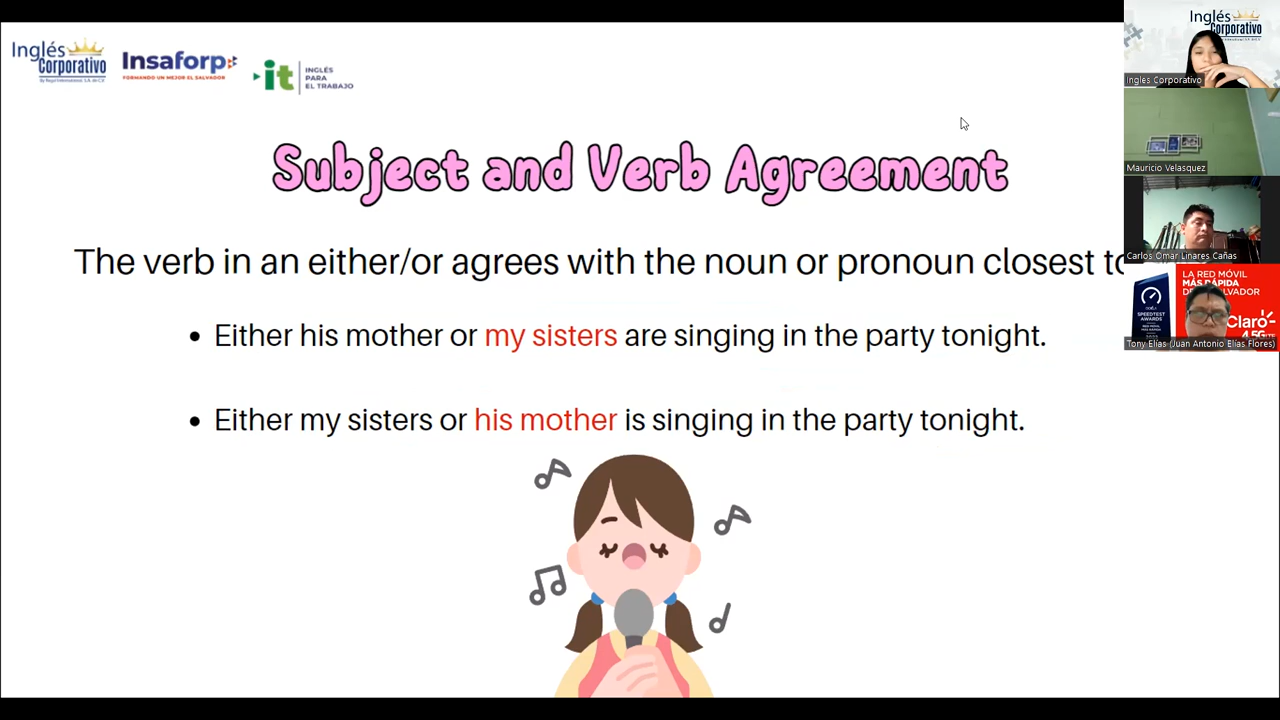 Inglés
Corporativo
Insaforp
FORMANDO UN MEJOR EL SALVADOR
it
INGLÉS
PARA
EL TRABAJO
Subject and Verb Agreement
The verb in an either/or agrees with the noun or pronoun closest to
• Either his mother or my sisters are singing in the party tonight.
• Either my sisters or his mother is singing in the party tonight.
Inglés
Corporativo
Inglés Corporativo
Mauricio Velasquez
Carlos Omar Linares Cañas
LA RED MÓVIL
MÁS RÁPIDA
SPEEDTEST
AWARDS
Claro
4.5G
Tony Elías (Juan Antonio Elías Flores)